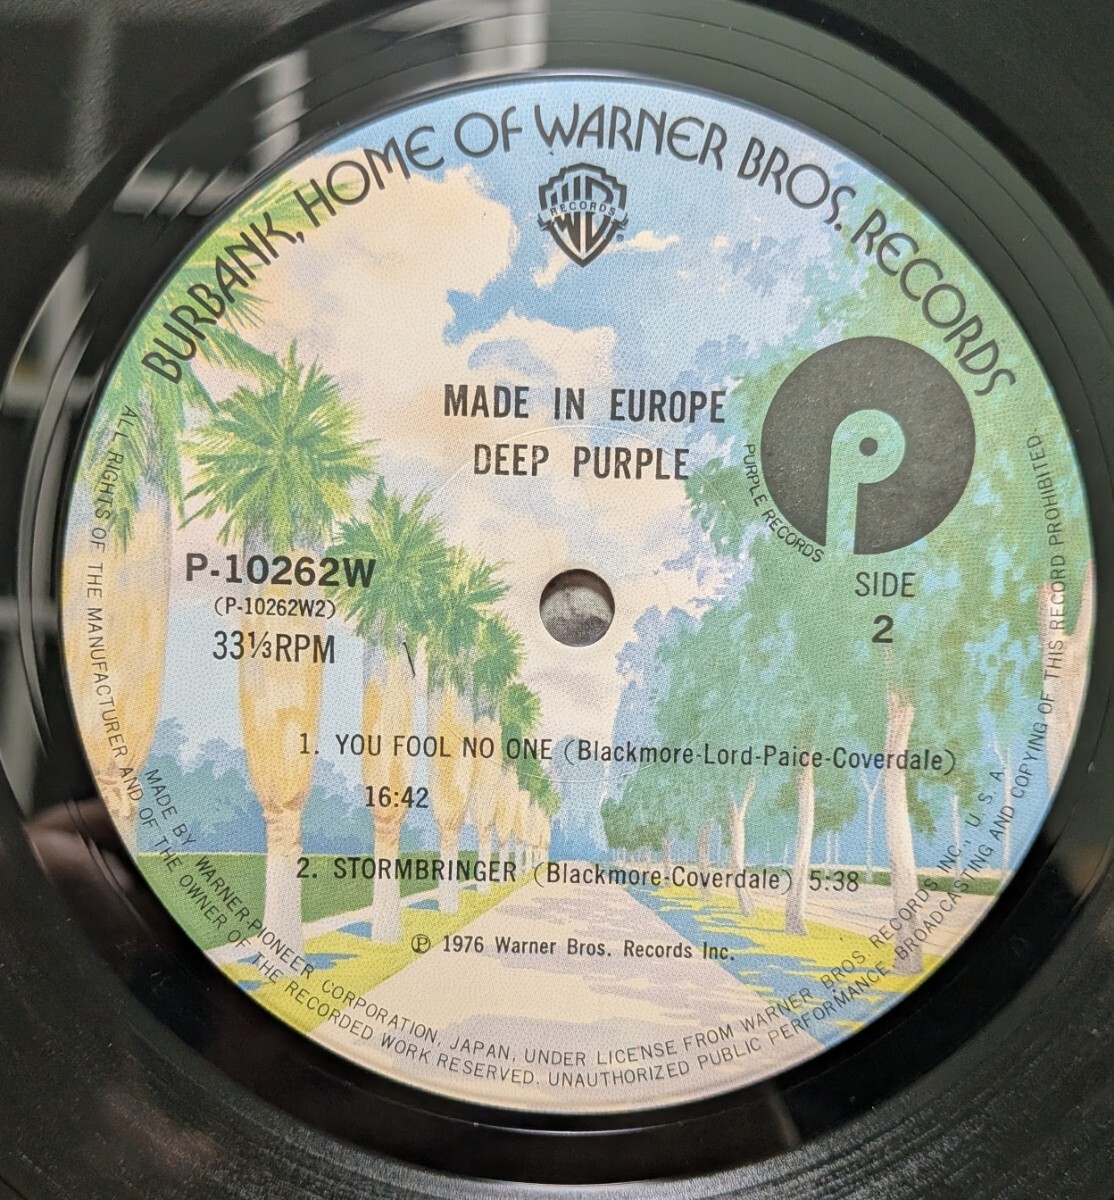 BURBANK, HOME OF WARNER BROS. RECORDS
W B
RECORDS
®
MADE IN EUROPE
DEEP PURPLE
PURPLE RECORDS
P-10262W
(P-10262W2)
33⅓RPM
SIDE
2
1. YOU FOOL NO ONE (Blackmore-Lord-Paice-Coverdale)
16:42
2. STORMBRINGER (Blackmore-Coverdale) 5:38
℗ 1976 Warner Bros. Records Inc.
MADE BY WARNER-PIONEER CORPORATION, JAPAN, UNDER LICENSE FROM WARNER BROS. RECORDS INC., U. S. A.
ALL RIGHTS OF THE MANUFACTURER AND OF THE OWNER OF THE RECORDED WORK RESERVED. UNAUTHORIZED PUBLIC PERFORMANCE BROADCASTING AND COPYING OF THIS RECORD PROHIBITED.